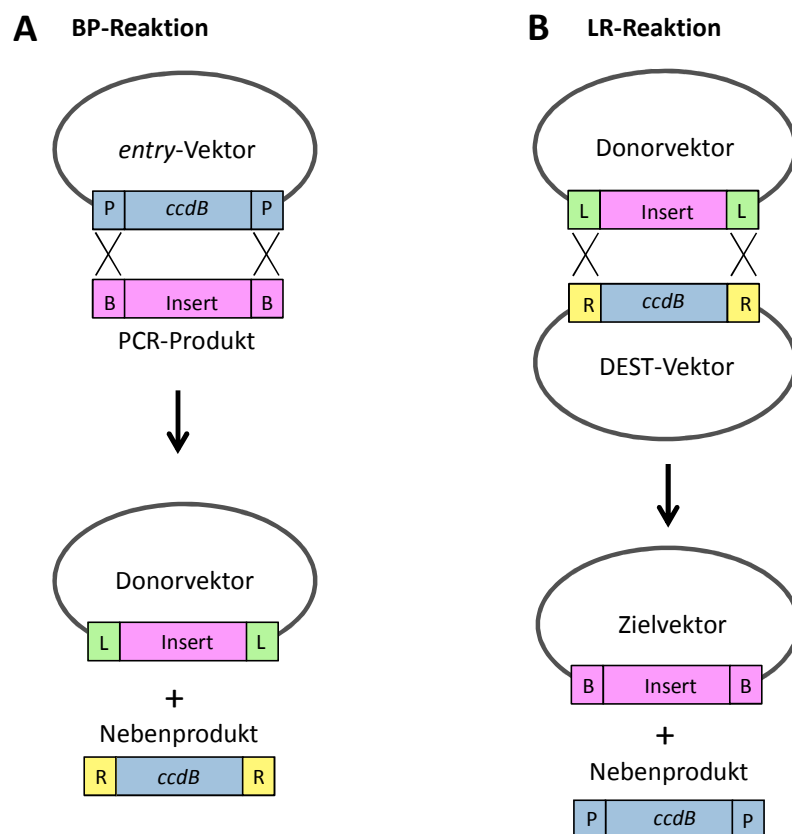 A BP-Reaktion
entry-Vektor
P ccdB P
B Insert B
PCR-Produkt
Donorvektor
L Insert L
+
Nebenprodukt
R ccdB R
B LR-Reaktion
Donorvektor
L Insert L
R ccdB R
DEST-Vektor
Zielvektor
B Insert B
+
Nebenprodukt
P ccdB P